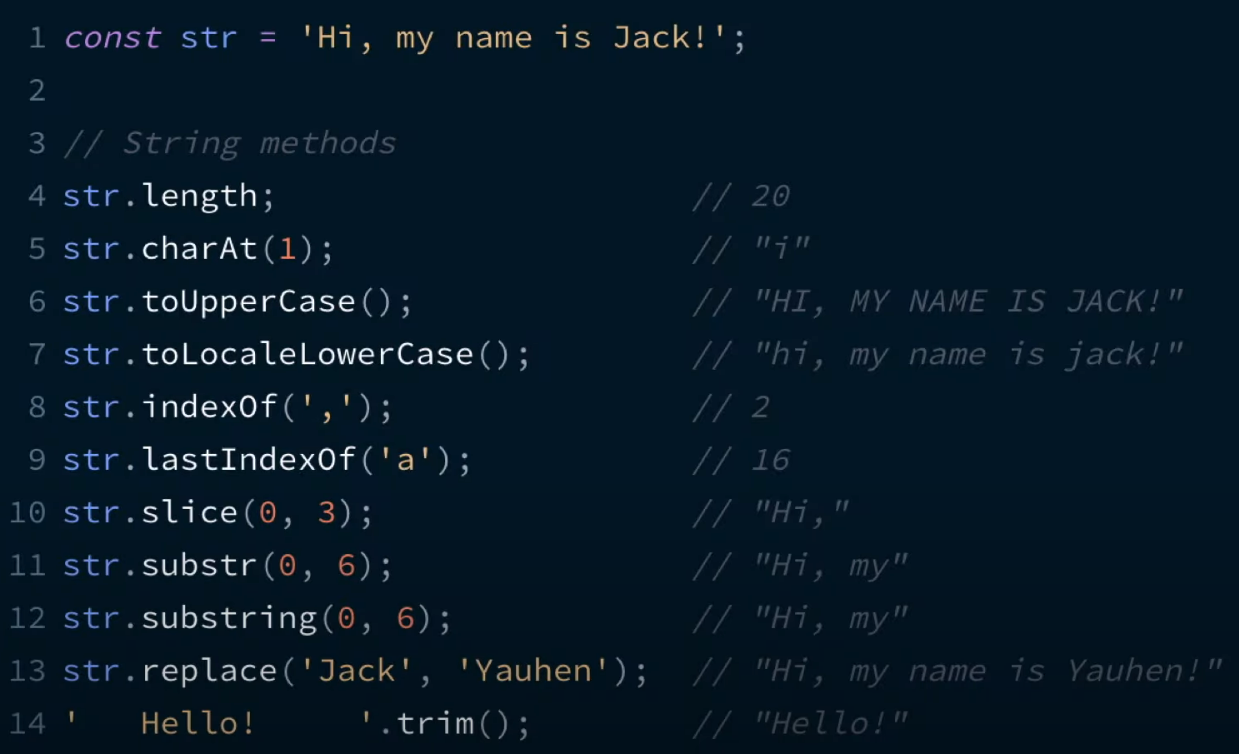 1 const str = 'Hi, my name is Jack!';
2
3 // String methods
4 str.length; // 20
5 str.charAt(1); // "i"
6 str.toUpperCase(); // "HI, MY NAME IS JACK!"
7 str.toLocaleLowerCase(); // "hi, my name is jack!"
8 str.indexOf(','); // 2
9 str.lastIndexOf('a'); // 16
10 str.slice(0, 3); // "Hi,"
11 str.substr(0, 6); // "Hi, my"
12 str.substring(0, 6); // "Hi, my"
13 str.replace('Jack', 'Yauhen'); // "Hi, my name is Yauhen!"
14 '   Hello!     '.trim(); // "Hello!"